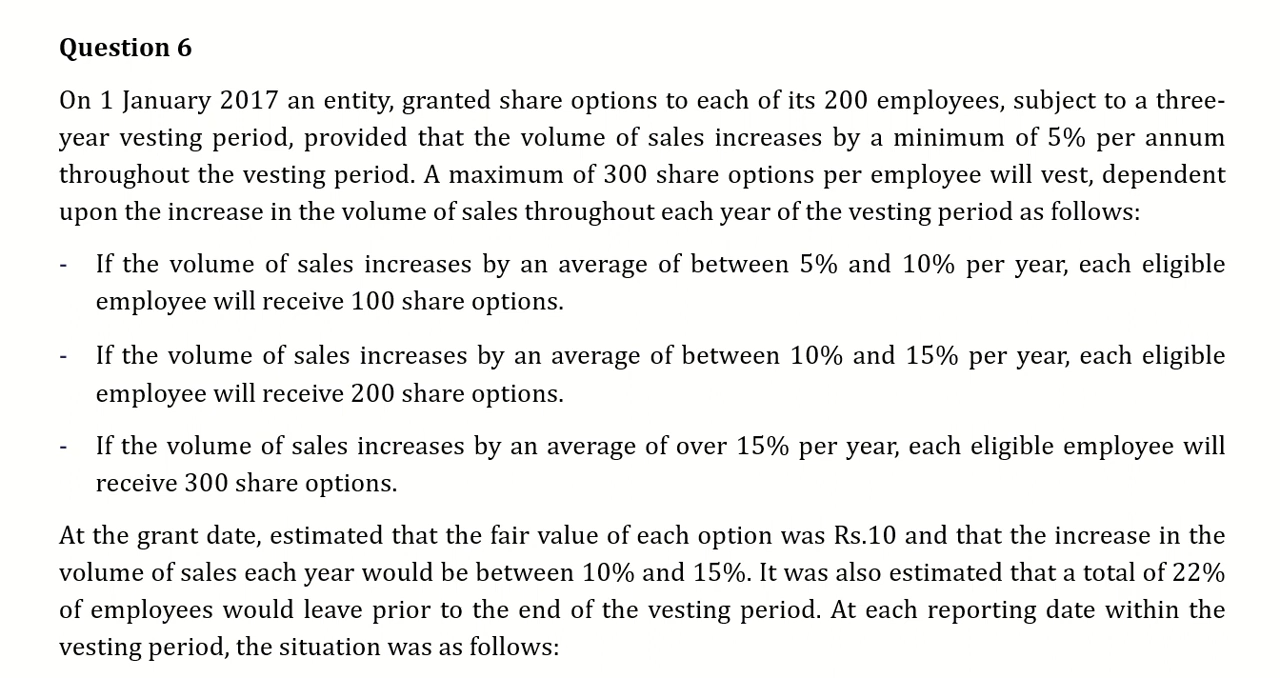 Question 6
On 1 January 2017 an entity, granted share options to each of its 200 employees, subject to a three-
year vesting period, provided that the volume of sales increases by a minimum of 5% per annum
throughout the vesting period. A maximum of 300 share options per employee will vest, dependent
upon the increase in the volume of sales throughout each year of the vesting period as follows:
- If the volume of sales increases by an average of between 5% and 10% per year, each eligible
employee will receive 100 share options.
- If the volume of sales increases by an average of between 10% and 15% per year, each eligible
employee will receive 200 share options.
- If the volume of sales increases by an average of over 15% per year, each eligible employee will
receive 300 share options.
At the grant date, estimated that the fair value of each option was Rs.10 and that the increase in the
volume of sales each year would be between 10% and 15%. It was also estimated that a total of 22%
of employees would leave prior to the end of the vesting period. At each reporting date within the
vesting period, the situation was as follows: